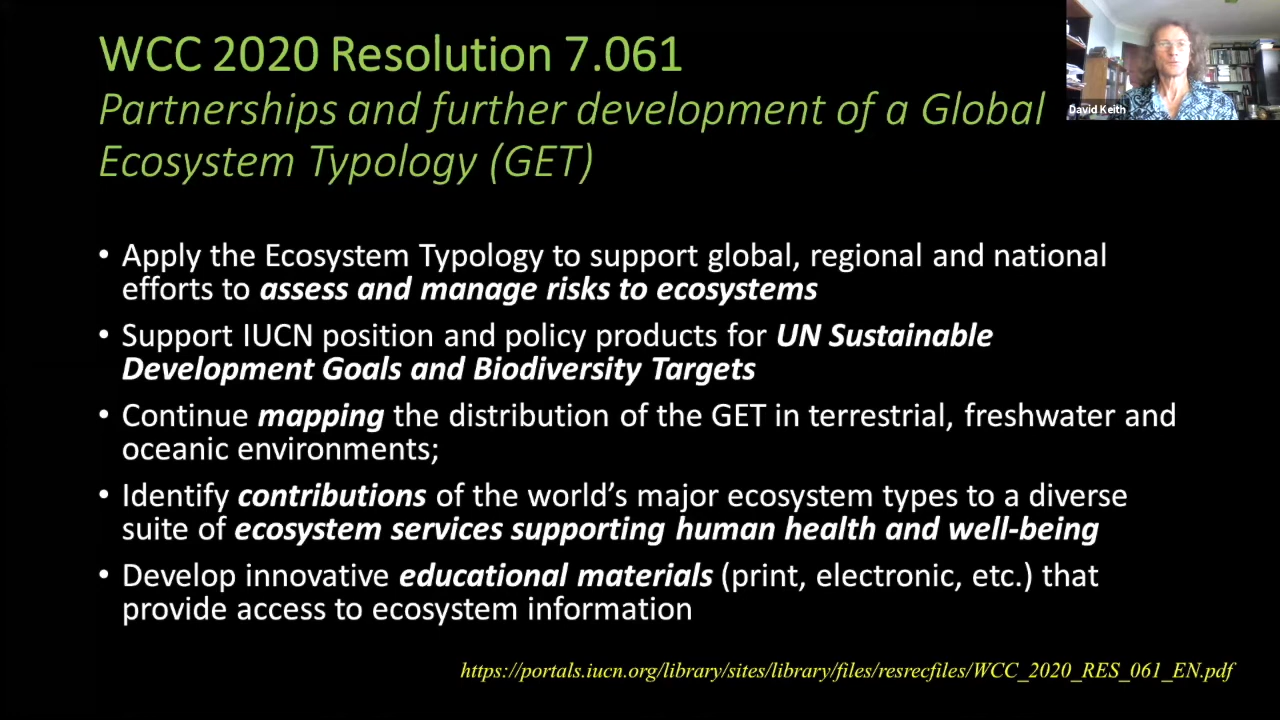 WCC 2020 Resolution 7.061
Partnerships and further development of a Global
Ecosystem Typology (GET)
David Keith
• Apply the Ecosystem Typology to support global, regional and national
efforts to assess and manage risks to ecosystems
• Support IUCN position and policy products for UN Sustainable
Development Goals and Biodiversity Targets
• Continue mapping the distribution of the GET in terrestrial, freshwater and
oceanic environments;
• Identify contributions of the world's major ecosystem types to a diverse
suite of ecosystem services supporting human health and well-being
• Develop innovative educational materials (print, electronic, etc.) that
provide access to ecosystem information
https://portals.iucn.org/library/sites/library/files/resrecfiles/WCC_2020_RES_061_EN.pdf